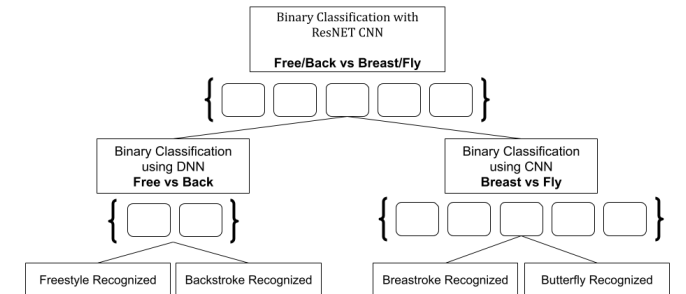 Binary Classification with
ResNET CNN
Free/Back vs Breast/Fly
Binary Classification
using DNN
Free vs Back
Binary Classification
using CNN
Breast vs Fly
Freestyle Recognized
Backstroke Recognized
Breastroke Recognized
Butterfly Recognized